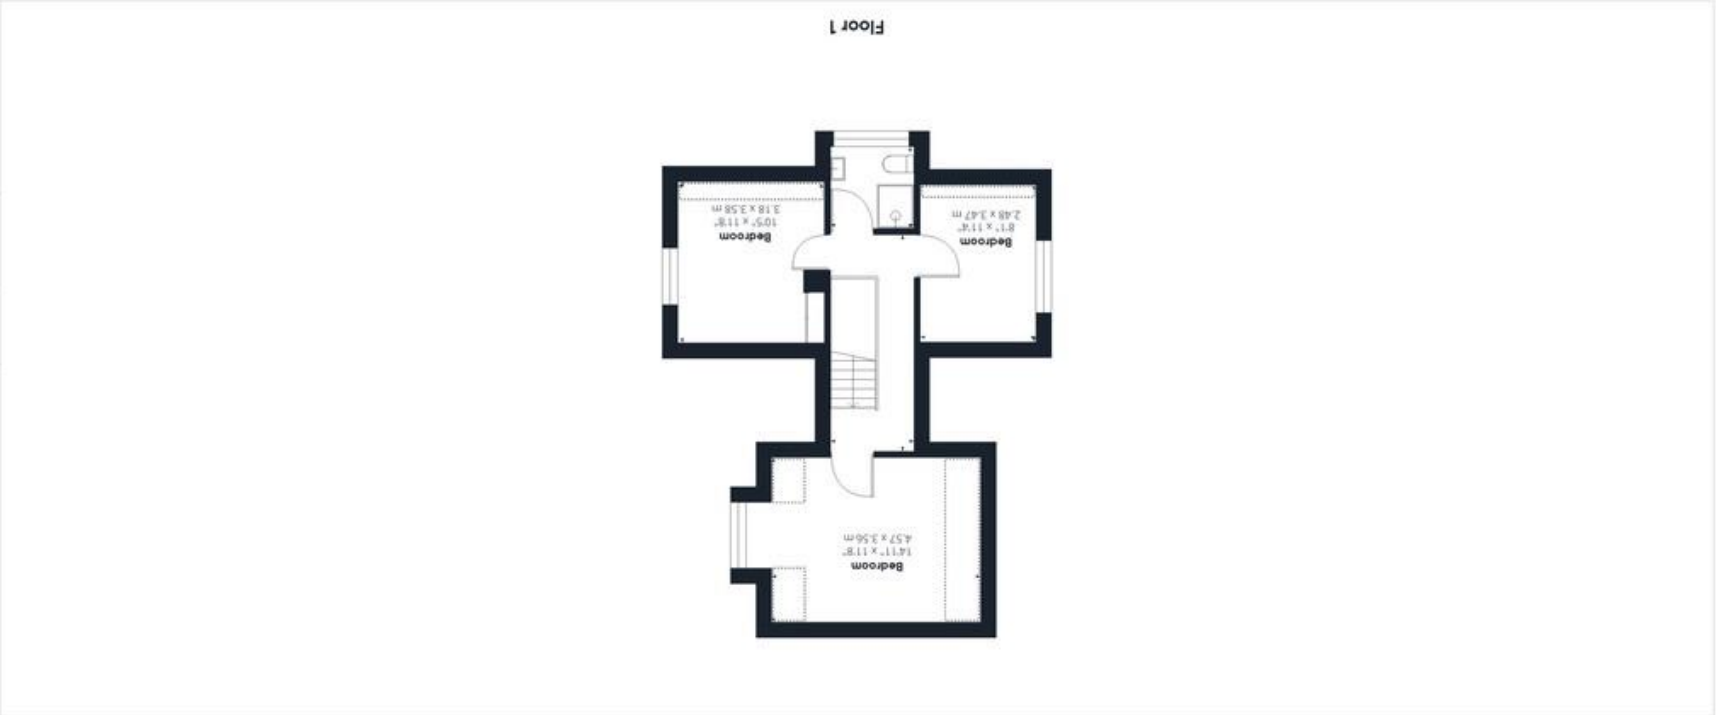 Bedroom
14'11" x 11'8"
4.57 x 3.56 m
Bedroom
8'1" x 11'4"
2.48 x 3.47 m
Bedroom
10'5" x 11'8"
3.18 x 3.58 m
Floor 1